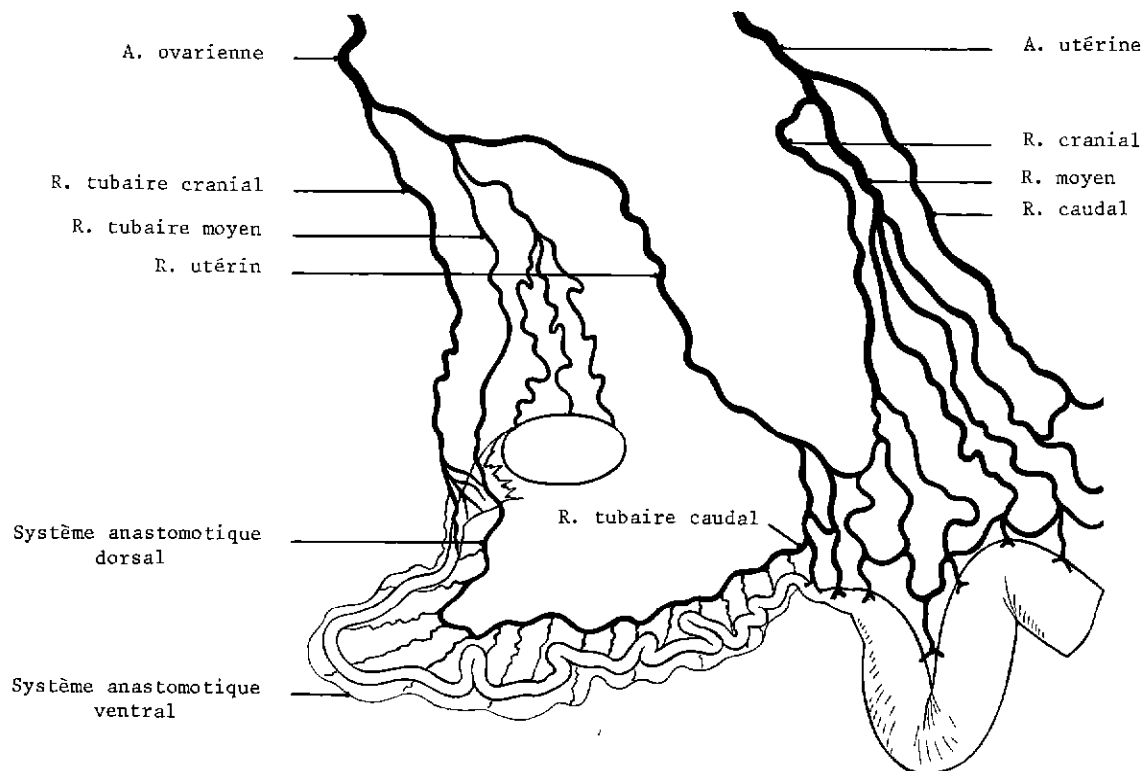 A. ovarienne
R. tubaire cranial
R. tubaire moyen
R. utérin
Système anastomotique
dorsal
Système anastomotique
ventral
R. tubaire caudal
A. utérine
R. cranial
R. moyen
R. caudal